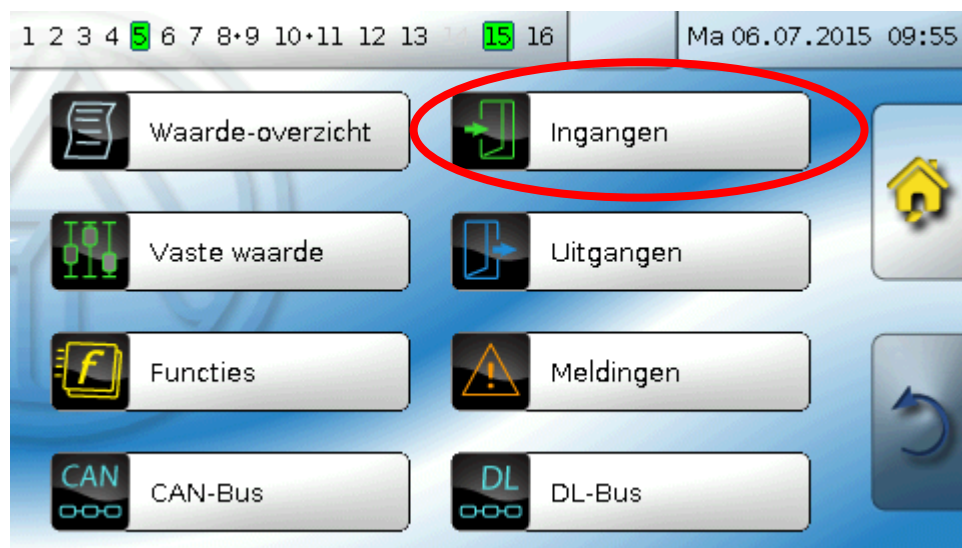 1 2 3 4 5 6 7 8·9 10·11 12 13 14 15 16 Ma 06.07.2015 09:55
Waarde-overzicht Ingangen
Vaste waarde Uitgangen
f Functies Meldingen
CAN CAN-Bus DL DL-Bus